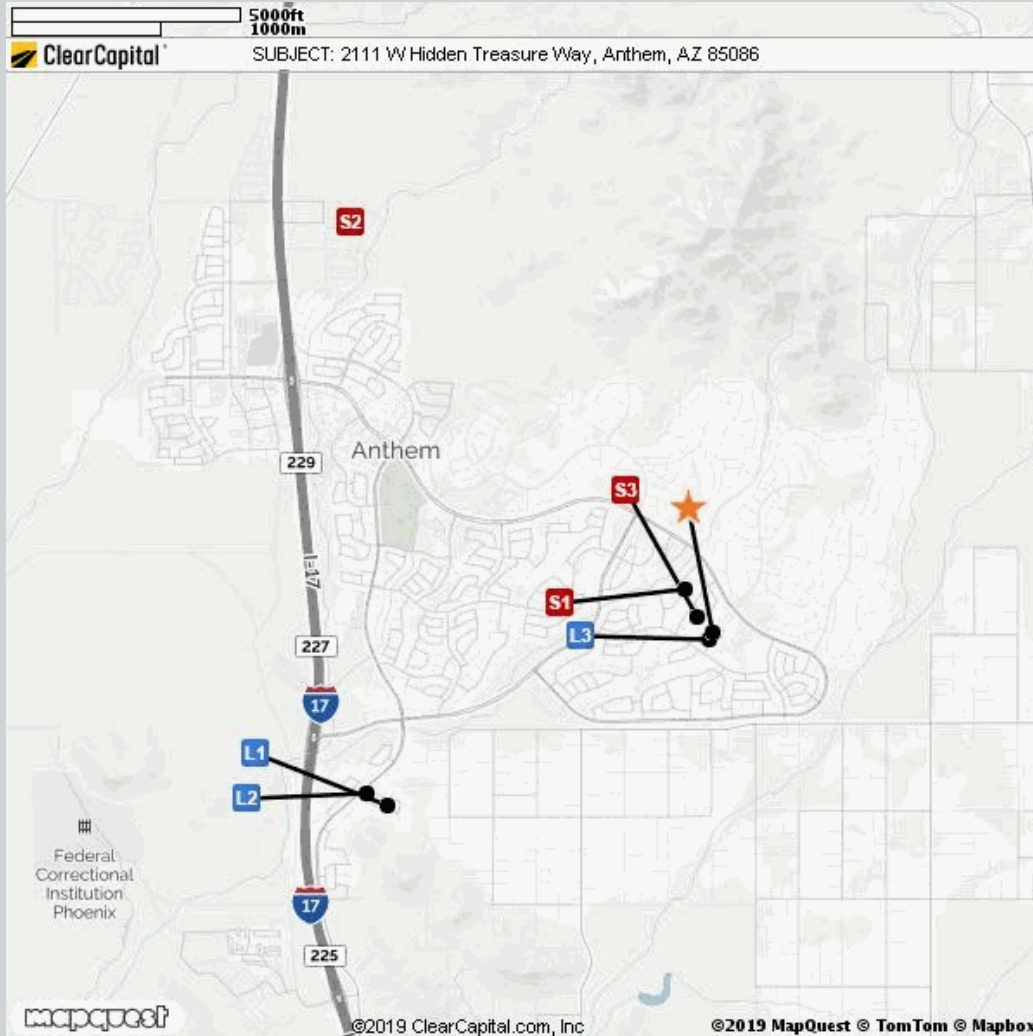 5000ft
1000m
ClearCapital
SUBJECT: 2111 W Hidden Treasure Way, Anthem, AZ 85086
S2
229
Anthem
S3
I-17
S1
L3
227
17
L1
L2
Federal
Correctional
Institution
Phoenix
17
225
mapquest
©2019 ClearCapital.com, Inc
©2019 MapQuest © TomTom © Mapbox